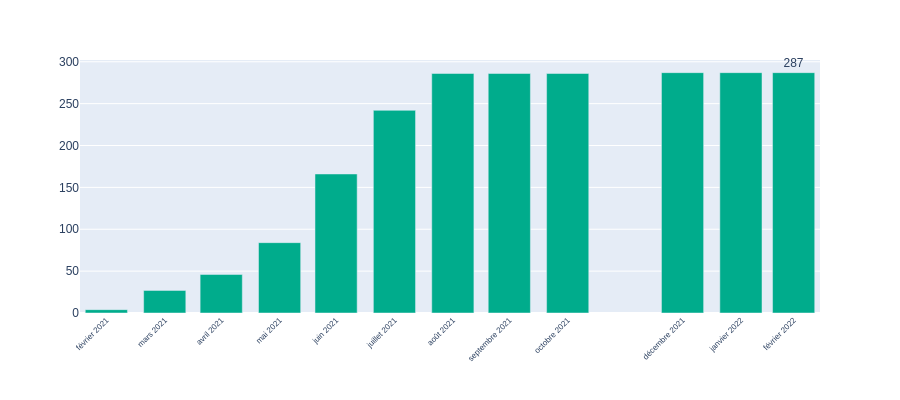 300
287
250
200
150
100
50
0
février 2021
mars 2021
avril 2021
mai 2021
juin 2021
juillet 2021
août 2021
septembre 2021
octobre 2021
décembre 2021
janvier 2022
février 2022